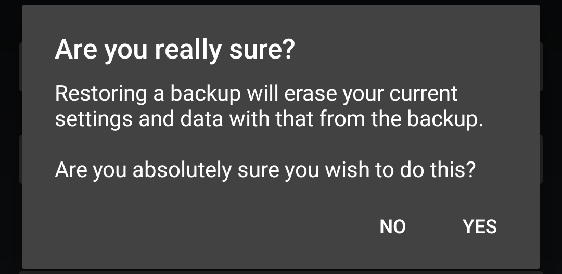 Are you really sure?
Restoring a backup will erase your current
settings and data with that from the backup.
Are you absolutely sure you wish to do this?
NO YES